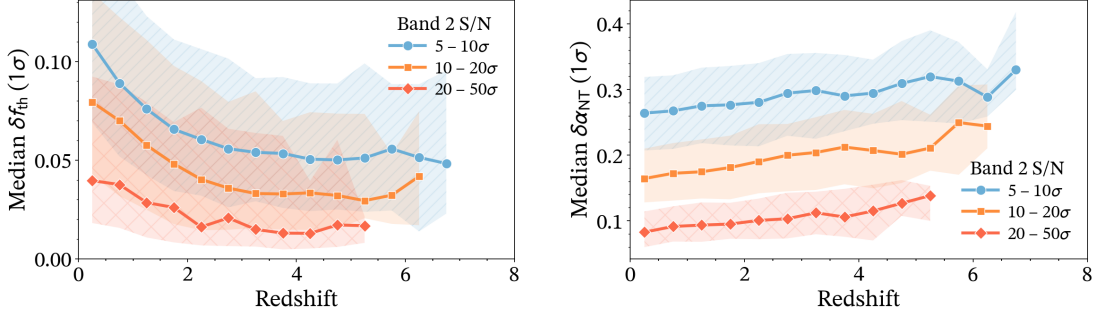 0.10
0.05
0.00
Median δf_th (1σ)
Band 2 S/N
5 – 10σ
10 – 20σ
20 – 50σ
0 2 4 6 8
Redshift
0.4
0.3
0.2
0.1
Median δα_NT (1σ)
Band 2 S/N
5 – 10σ
10 – 20σ
20 – 50σ
0 2 4 6 8
Redshift